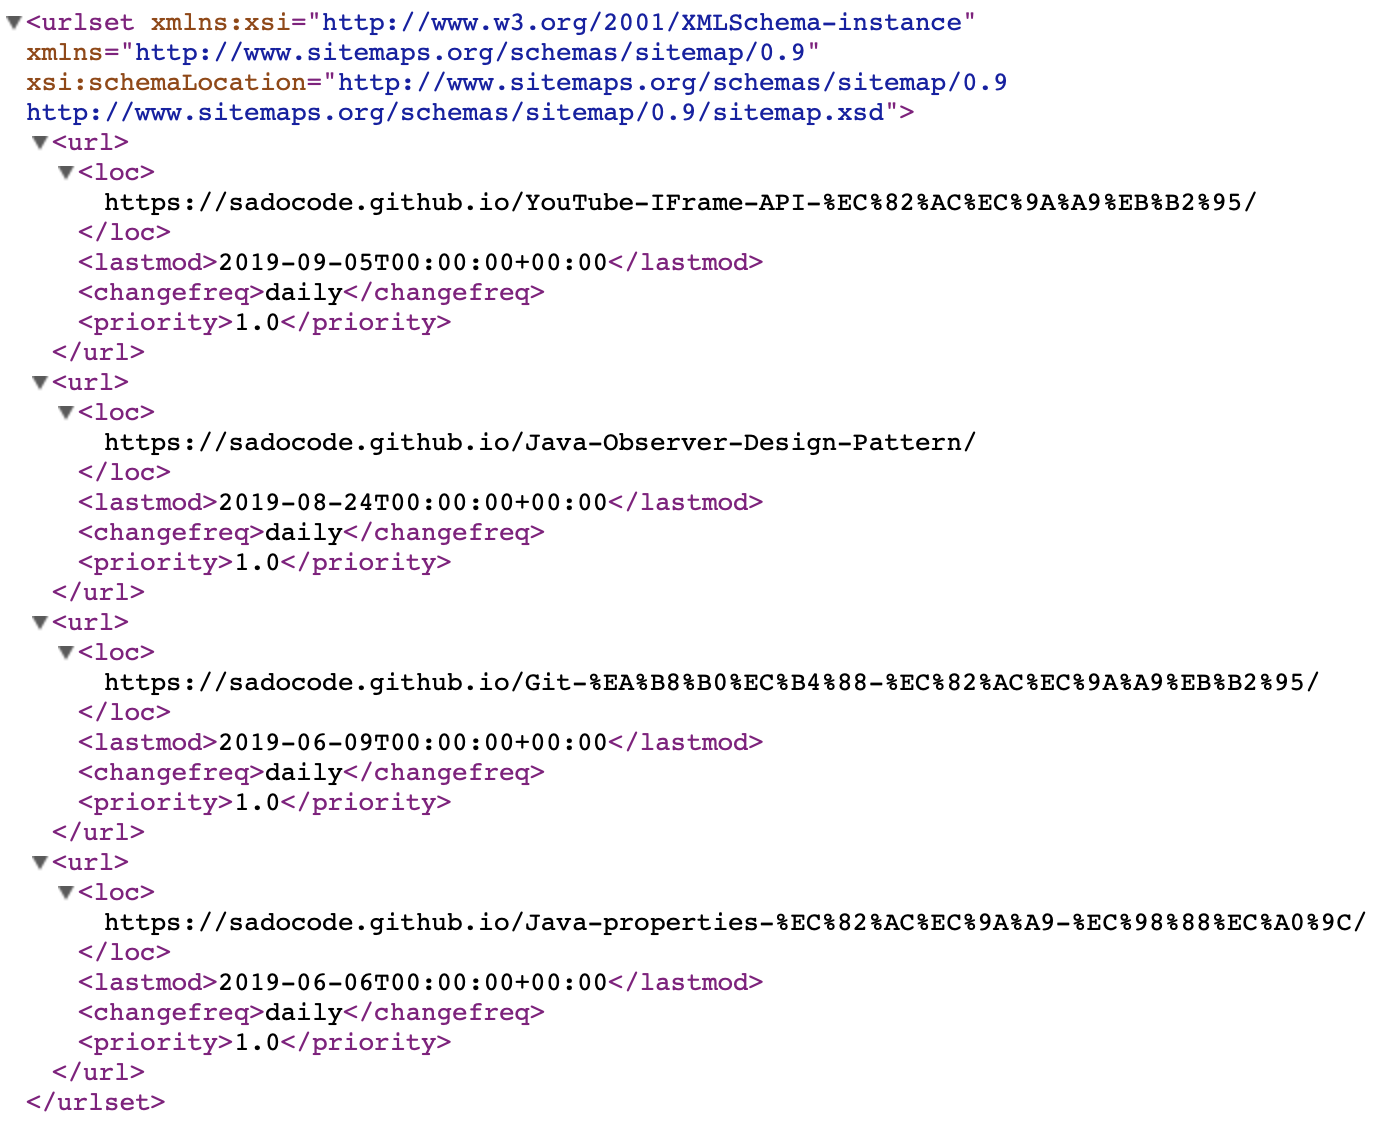 <urlset xmlns:xsi="http://www.w3.org/2001/XMLSchema-instance"
xmlns="http://www.sitemaps.org/schemas/sitemap/0.9"
xsi:schemaLocation="http://www.sitemaps.org/schemas/sitemap/0.9
http://www.sitemaps.org/schemas/sitemap/0.9/sitemap.xsd">
<url>
<loc>
https://sadocode.github.io/YouTube-IFrame-API-%EC%82%AC%EC%9A%A9%EB%B2%95/
</loc>
<lastmod>2019-09-05T00:00:00+00:00</lastmod>
<changefreq>daily</changefreq>
<priority>1.0</priority>
</url>
<url>
<loc>
https://sadocode.github.io/Java-Observer-Design-Pattern/
</loc>
<lastmod>2019-08-24T00:00:00+00:00</lastmod>
<changefreq>daily</changefreq>
<priority>1.0</priority>
</url>
<url>
<loc>
https://sadocode.github.io/Git-%EA%B8%B0%EC%B4%88-%EC%82%AC%EC%9A%A9%EB%B2%95/
</loc>
<lastmod>2019-06-09T00:00:00+00:00</lastmod>
<changefreq>daily</changefreq>
<priority>1.0</priority>
</url>
<url>
<loc>
https://sadocode.github.io/Java-properties-%EC%82%AC%EC%9A%A9-%EC%98%88%EC%A0%9C/
</loc>
<lastmod>2019-06-06T00:00:00+00:00</lastmod>
<changefreq>daily</changefreq>
<priority>1.0</priority>
</url>
</urlset>